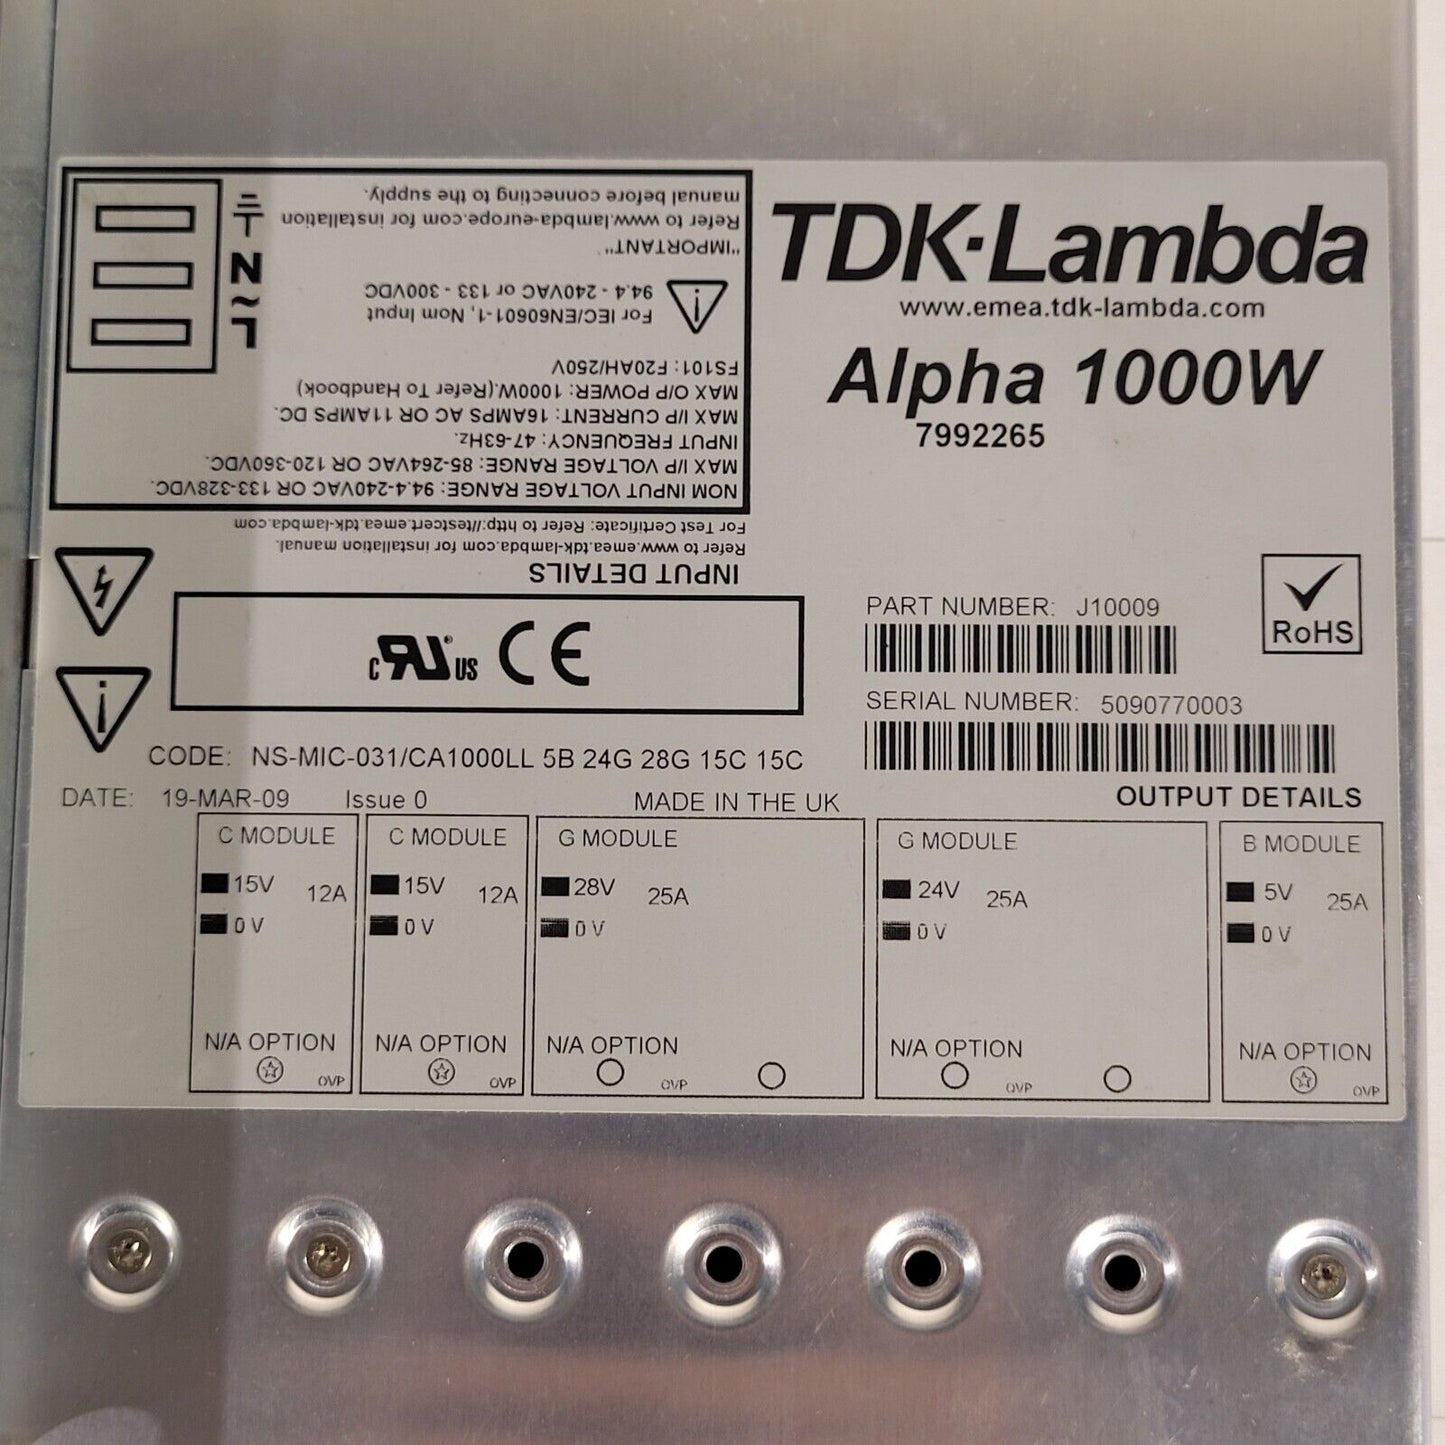 TDK-Lambda
www.emea.tdk-lambda.com
Alpha 1000W
7992265
PART NUMBER: J10009
SERIAL NUMBER: 5090770003
RoHS
INPUT DETAILS
Refer to www.emea.tdk-lambda.com for installation manual.
For Test Certificate: Refer to http://testcert.emea.tdk-lambda.com
NOM INPUT VOLTAGE RANGE: 94.4-240VAC OR 133-328VDC.
MAX I/P VOLTAGE RANGE: 85-264VAC OR 120-360VDC.
INPUT FREQUENCY: 47-63Hz.
MAX I/P CURRENT: 16AMPS AC OR 11AMPS DC.
MAX O/P POWER: 1000W.(Refer To Handbook)
FS101: F20AH/250V
For IEC/EN60601-1, Nom Input
94.4 - 240VAC or 133 - 300VDC
"IMPORTANT"
Refer to www.lambda-europe.com for installation
manual before connecting to the supply.
L
N
c RU us CE
CODE: NS-MIC-031/CA1000LL 5B 24G 28G 15C 15C
DATE: 19-MAR-09 Issue 0 MADE IN THE UK
OUTPUT DETAILS
C MODULE
15V 12A
0V
N/A OPTION
OVP
C MODULE
15V 12A
0V
N/A OPTION
OVP
G MODULE
28V 25A
0V
N/A OPTION
OVP
G MODULE
24V 25A
0V
N/A OPTION
OVP
B MODULE
5V 25A
0V
N/A OPTION
OVP